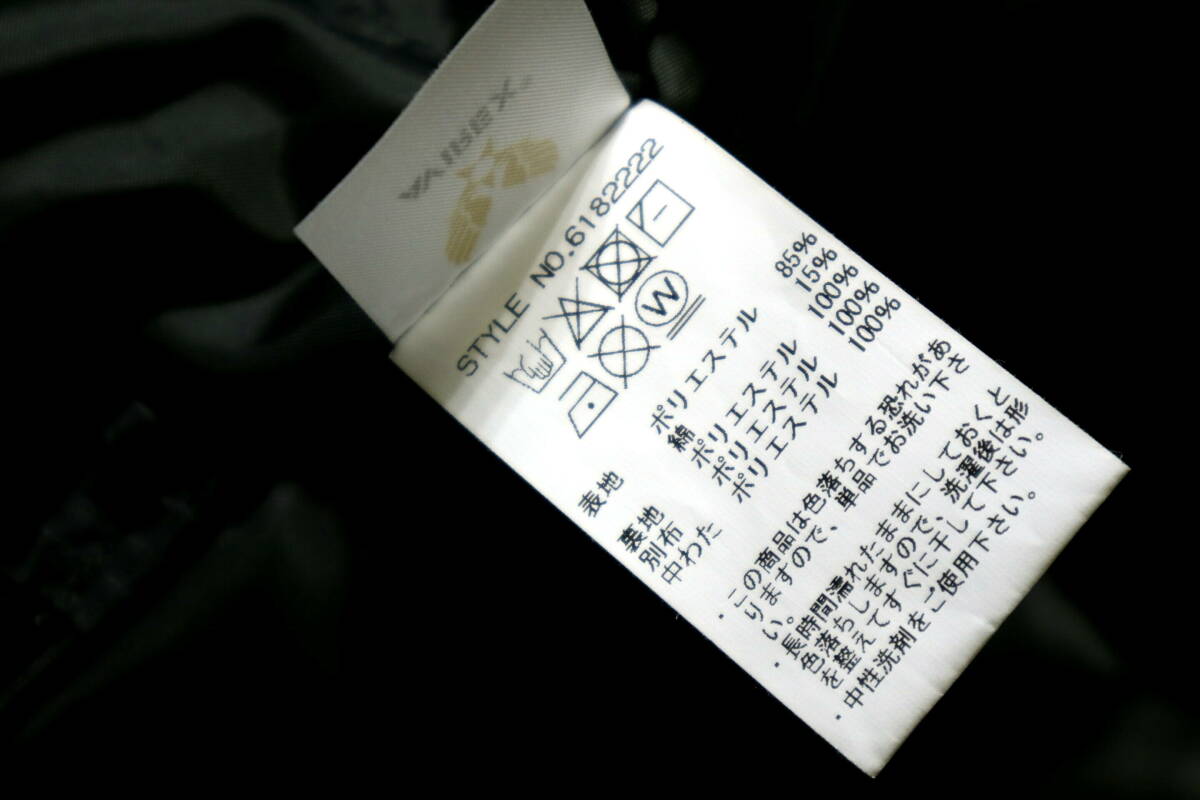 AVIREX
STYLE NO.6182222
W
表地 ポリエステル 85%
綿 15%
裏地 ポリエステル 100%
別布 ポリエステル 100%
中わた ポリエステル 100%
・この商品は色落ちする恐れがあ
りますので、単品でお洗い下さ
い。
・長時間濡れたままにしておくと
色落ちしますので、洗濯後は形
を整えてすぐに干して下さい。
・中性洗剤をご使用下さい。